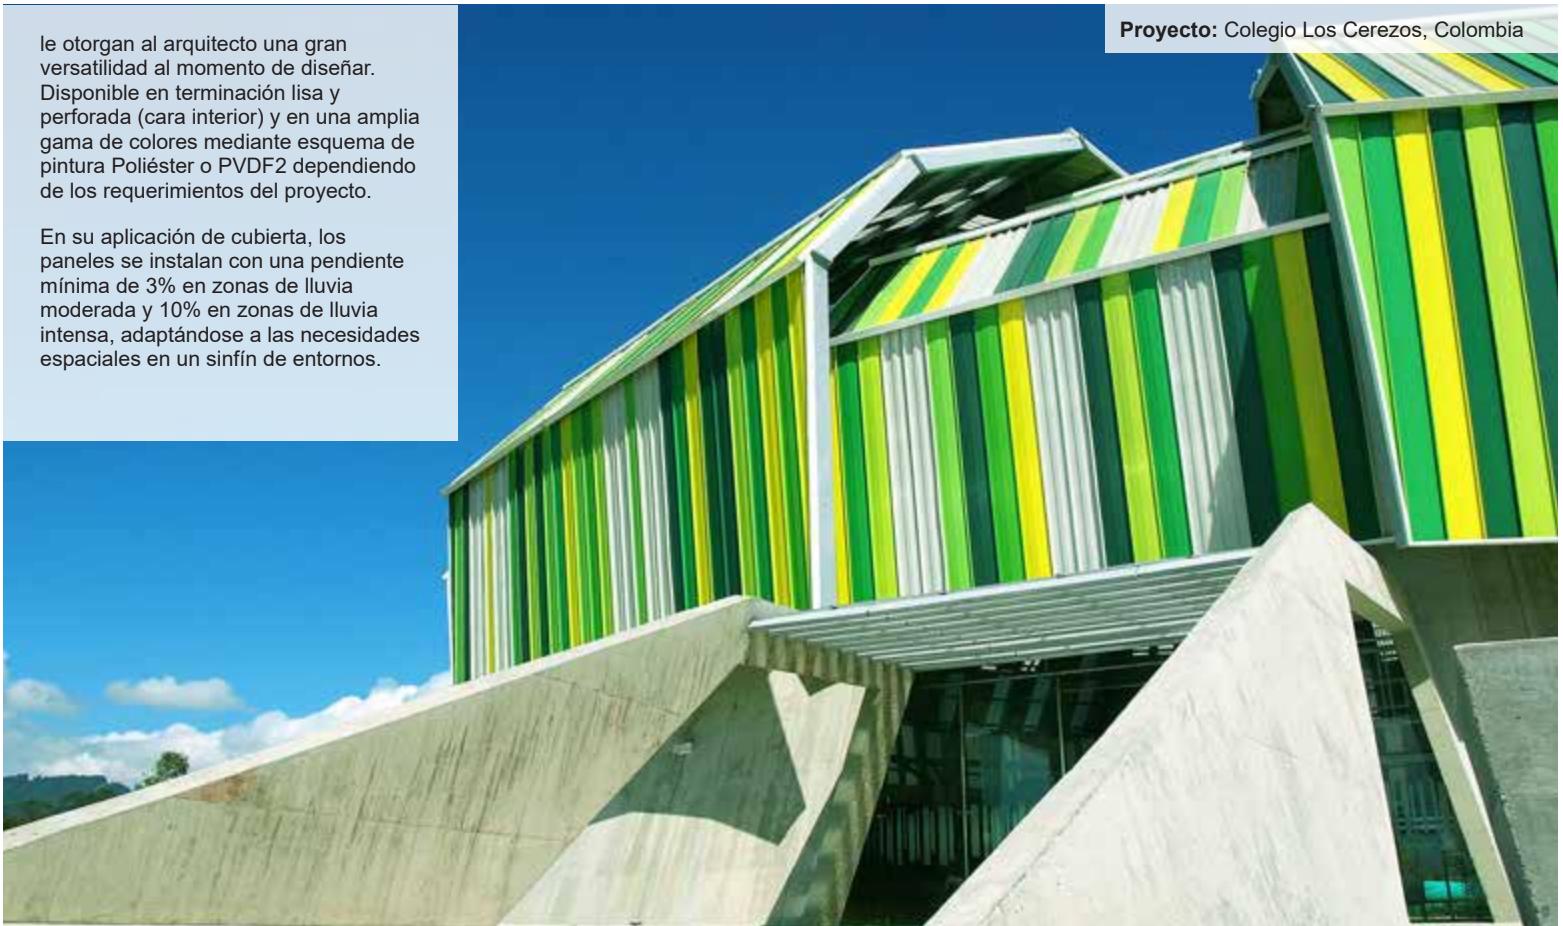 le otorgan al arquitecto una gran
versatilidad al momento de diseñar.
Disponible en terminación lisa y
perforada (cara interior) y en una amplia
gama de colores mediante esquema de
pintura Poliéster o PVDF2 dependiendo
de los requerimientos del proyecto.
En su aplicación de cubierta, los
paneles se instalan con una pendiente
mínima de 3% en zonas de lluvia
moderada y 10% en zonas de lluvia
intensa, adaptándose a las necesidades
espaciales en un sinfín de entornos.
Proyecto: Colegio Los Cerezos, Colombia